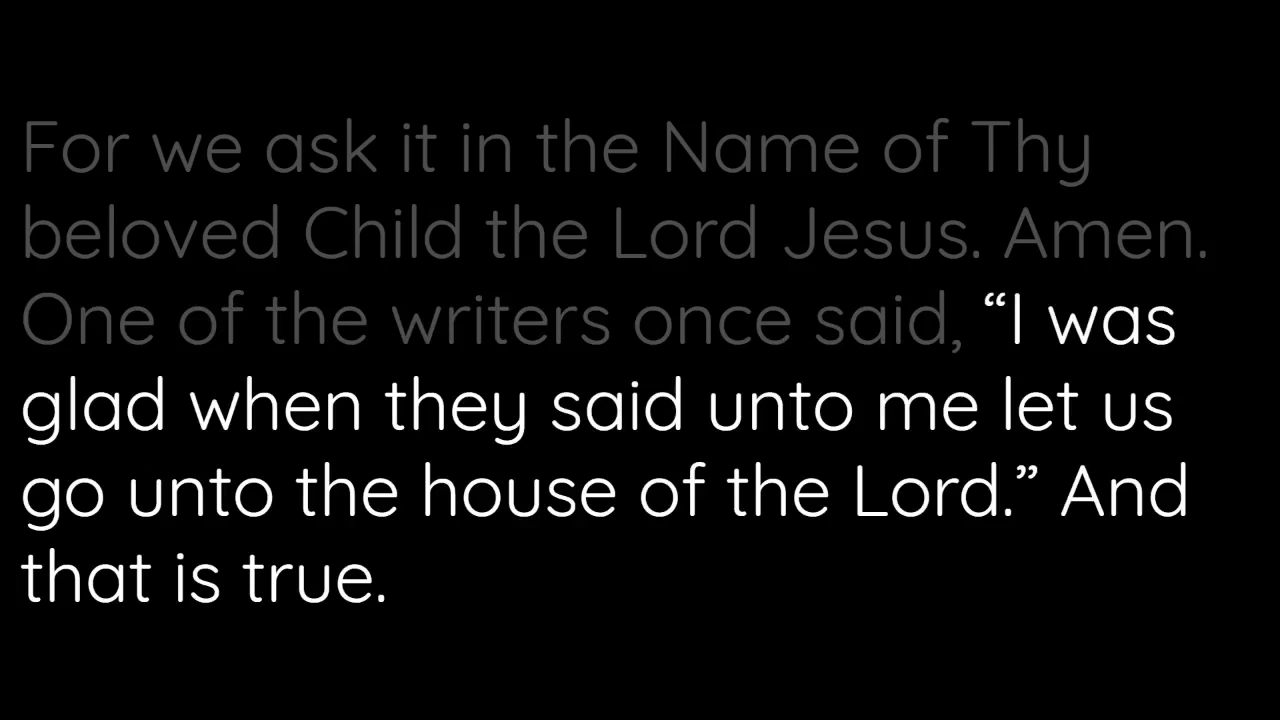 For we ask it in the Name of Thy
beloved Child the Lord Jesus. Amen.
One of the writers once said, “I was
glad when they said unto me let us
go unto the house of the Lord.” And
that is true.